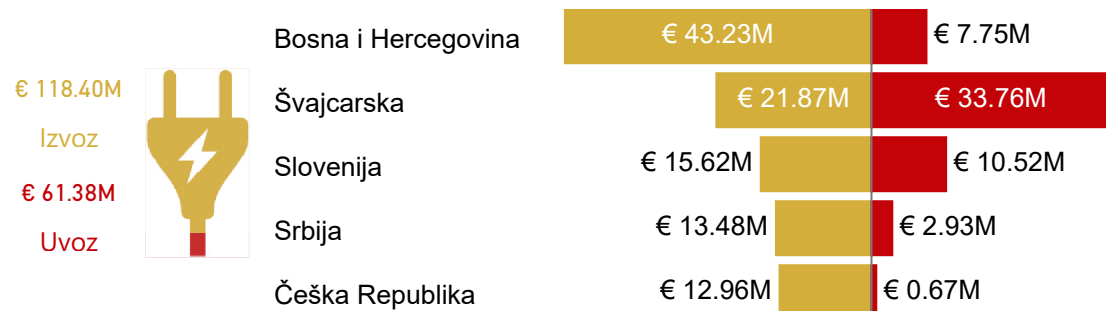 € 118.40M
Izvoz
€ 61.38M
Uvoz
Bosna i Hercegovina € 43.23M € 7.75M
Švajcarska € 21.87M € 33.76M
Slovenija € 15.62M € 10.52M
Srbija € 13.48M € 2.93M
Češka Republika € 12.96M € 0.67M